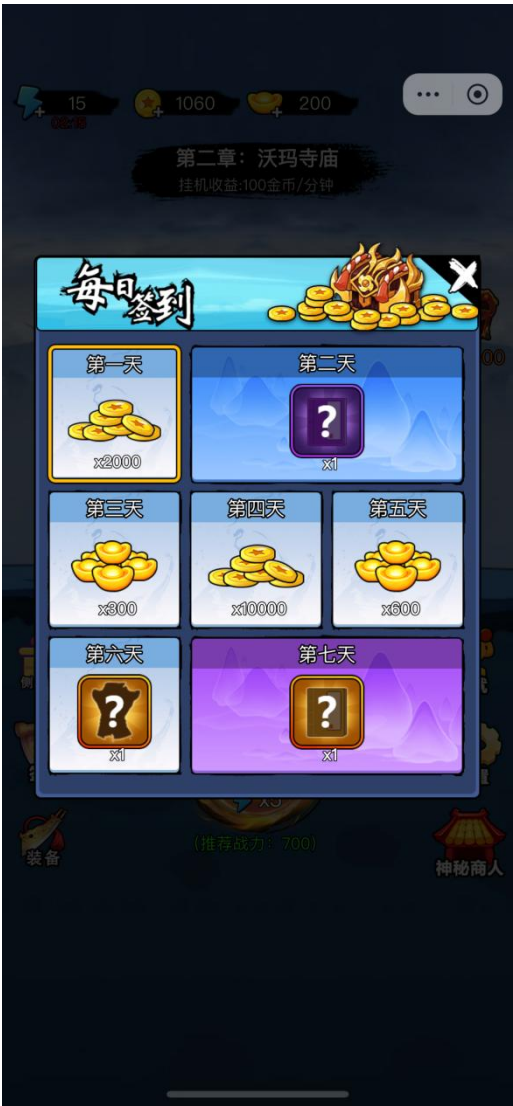 15
1060
200
02:15
第二章：沃玛寺庙
挂机收益:100金币/分钟
每日签到
第一天
x2000
第二天
?
x1
第三天
x300
第四天
x10000
第五天
x600
第六天
?
x1
第七天
?
x1
x5
(推荐战力：700)
装备
神秘商人